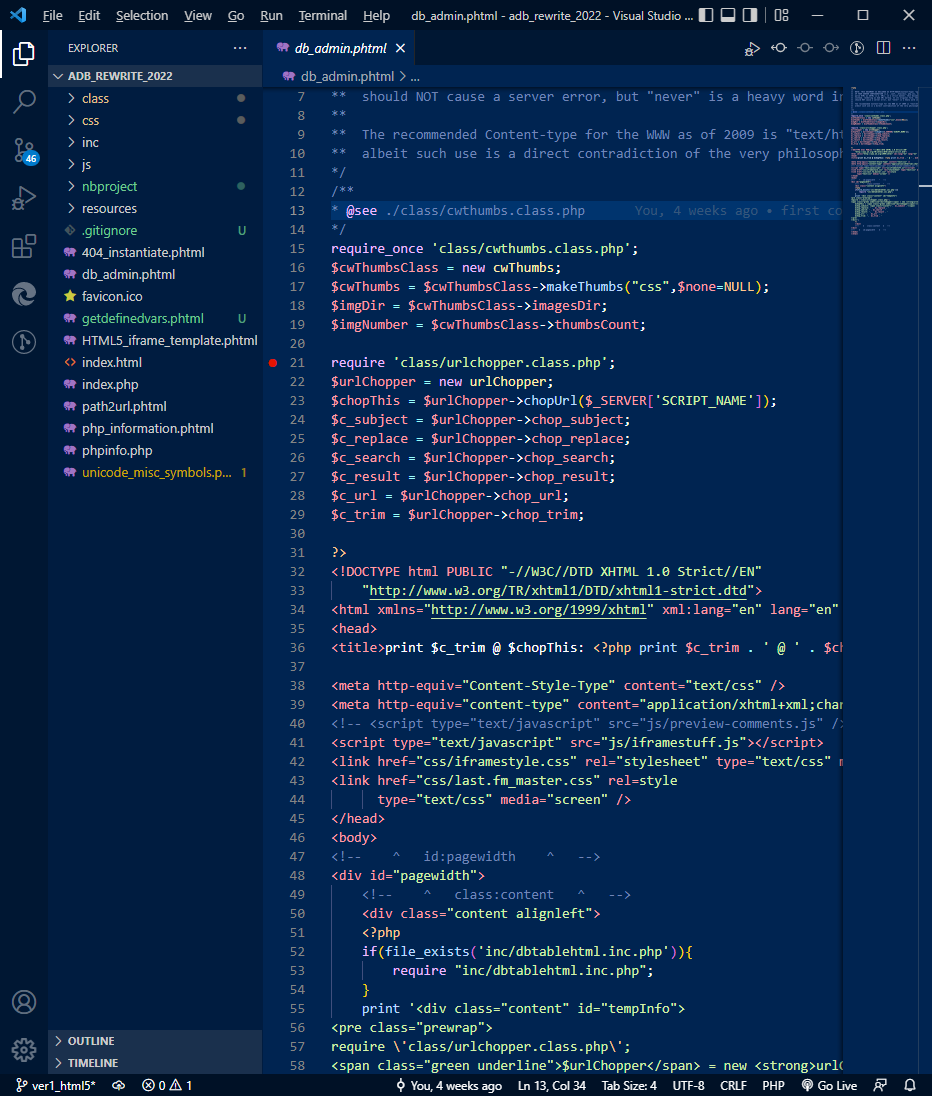 File Edit Selection View Go Run Terminal Help db_admin.phtml - adb_rewrite_2022 - Visual Studio ...
EXPLORER ...
db_admin.phtml
ADB_REWRITE_2022
db_admin.phtml > ...
class
css
inc
js
nbproject
resources
.gitignore U
404_instantiate.phtml
db_admin.phtml
favicon.ico
getdefinedvars.phtml U
HTML5_iframe_template.phtml
index.html
index.php
path2url.phtml
php_information.phtml
phpinfo.php
unicode_misc_symbols.p... 1
46
OUTLINE
TIMELINE
7 ** should NOT cause a server error, but "never" is a heavy word in
8 **
9 ** The recommended Content-type for the WWW as of 2009 is "text/ht
10 ** albeit such use is a direct contradiction of the very philosoph
11 */
12 /**
13 * @see ./class/cwthumbs.class.php You, 4 weeks ago • first co
14 */
15 require_once 'class/cwthumbs.class.php';
16 $cwThumbsClass = new cwThumbs;
17 $cwThumbs = $cwThumbsClass->makeThumbs("css",$none=NULL);
18 $imgDir = $cwThumbsClass->imagesDir;
19 $imgNumber = $cwThumbsClass->thumbsCount;
20
21 require 'class/urlchopper.class.php';
22 $urlChopper = new urlChopper;
23 $chopThis = $urlChopper->chopUrl($_SERVER['SCRIPT_NAME']);
24 $c_subject = $urlChopper->chop_subject;
25 $c_replace = $urlChopper->chop_replace;
26 $c_search = $urlChopper->chop_search;
27 $c_result = $urlChopper->chop_result;
28 $c_url = $urlChopper->chop_url;
29 $c_trim = $urlChopper->chop_trim;
30
31 ?>
32 <!DOCTYPE html PUBLIC "-//W3C//DTD XHTML 1.0 Strict//EN"
33 "http://www.w3.org/TR/xhtml1/DTD/xhtml1-strict.dtd">
34 <html xmlns="http://www.w3.org/1999/xhtml" xml:lang="en" lang="en"
35 <head>
36 <title>print $c_trim @ $chopThis: <?php print $c_trim . ' @ ' . $ch
37
38 <meta http-equiv="Content-Style-Type" content="text/css" />
39 <meta http-equiv="content-type" content="application/xhtml+xml;char
40 <!-- <script type="text/javascript" src="js/preview-comments.js" />
41 <script type="text/javascript" src="js/iframestuff.js"></script>
42 <link href="css/iframestyle.css" rel="stylesheet" type="text/css" m
43 <link href="css/last.fm_master.css" rel=style
44 type="text/css" media="screen" />
45 </head>
46 <body>
47 <!-- ^ id:pagewidth ^ -->
48 <div id="pagewidth">
49 <!-- ^ class:content ^ -->
50 <div class="content alignleft">
51 <?php
52 if(file_exists('inc/dbtablehtml.inc.php')){
53 require "inc/dbtablehtml.inc.php";
54 }
55 print '<div class="content" id="tempInfo">
56 <pre class="prewrap">
57 require \'class/urlchopper.class.php\';
58 <span class="green underline">$urlChopper</span> = new <strong>urlC
ver1_html5* 0 1 You, 4 weeks ago Ln 13, Col 34 Tab Size: 4 UTF-8 CRLF PHP Go Live